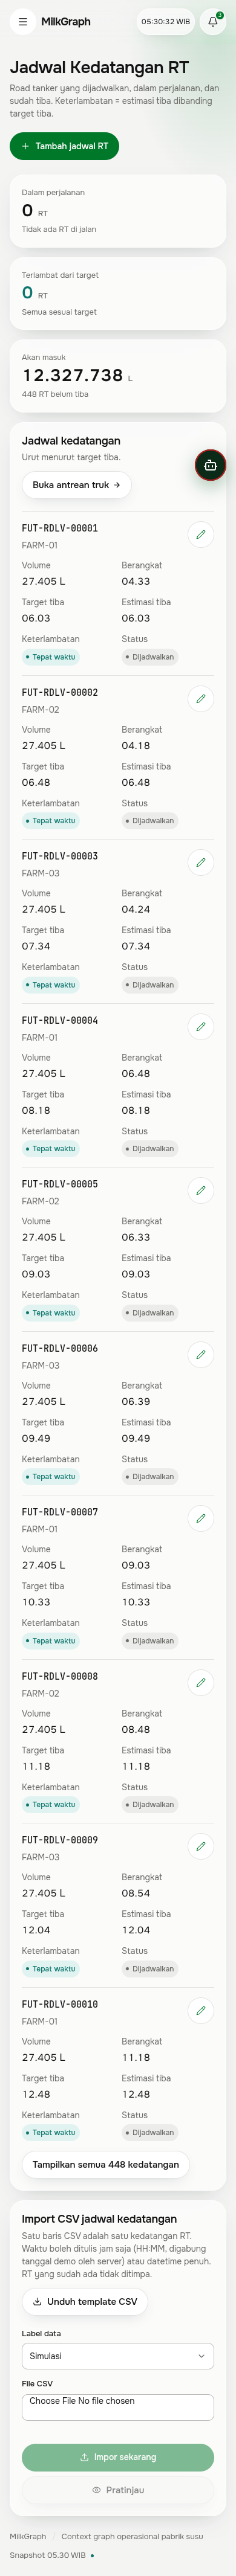 MilkGraph
05:30:32 WIB
3
Jadwal Kedatangan RT
Road tanker yang dijadwalkan, dalam perjalanan, dan
sudah tiba. Keterlambatan = estimasi tiba dibanding
target tiba.
Tambah jadwal RT
Dalam perjalanan
0 RT
Tidak ada RT di jalan
Terlambat dari target
0 RT
Semua sesuai target
Akan masuk
12.327.738 L
448 RT belum tiba
Jadwal kedatangan
Urut menurut target tiba.
Buka antrean truk →
FUT-RDLV-00001
FARM-01
Volume Berangkat
27.405 L 04.33
Target tiba Estimasi tiba
06.03 06.03
Keterlambatan Status
Tepat waktu Dijadwalkan
FUT-RDLV-00002
FARM-02
Volume Berangkat
27.405 L 04.18
Target tiba Estimasi tiba
06.48 06.48
Keterlambatan Status
Tepat waktu Dijadwalkan
FUT-RDLV-00003
FARM-03
Volume Berangkat
27.405 L 04.24
Target tiba Estimasi tiba
07.34 07.34
Keterlambatan Status
Tepat waktu Dijadwalkan
FUT-RDLV-00004
FARM-01
Volume Berangkat
27.405 L 06.48
Target tiba Estimasi tiba
08.18 08.18
Keterlambatan Status
Tepat waktu Dijadwalkan
FUT-RDLV-00005
FARM-02
Volume Berangkat
27.405 L 06.33
Target tiba Estimasi tiba
09.03 09.03
Keterlambatan Status
Tepat waktu Dijadwalkan
FUT-RDLV-00006
FARM-03
Volume Berangkat
27.405 L 06.39
Target tiba Estimasi tiba
09.49 09.49
Keterlambatan Status
Tepat waktu Dijadwalkan
FUT-RDLV-00007
FARM-01
Volume Berangkat
27.405 L 09.03
Target tiba Estimasi tiba
10.33 10.33
Keterlambatan Status
Tepat waktu Dijadwalkan
FUT-RDLV-00008
FARM-02
Volume Berangkat
27.405 L 08.48
Target tiba Estimasi tiba
11.18 11.18
Keterlambatan Status
Tepat waktu Dijadwalkan
FUT-RDLV-00009
FARM-03
Volume Berangkat
27.405 L 08.54
Target tiba Estimasi tiba
12.04 12.04
Keterlambatan Status
Tepat waktu Dijadwalkan
FUT-RDLV-00010
FARM-01
Volume Berangkat
27.405 L 11.18
Target tiba Estimasi tiba
12.48 12.48
Keterlambatan Status
Tepat waktu Dijadwalkan
Tampilkan semua 448 kedatangan
Import CSV jadwal kedatangan
Satu baris CSV adalah satu kedatangan RT.
Waktu boleh ditulis jam saja (HH:MM, digabung
tanggal demo oleh server) atau datetime penuh.
RT yang sudah ada tidak ditimpa.
Unduh template CSV
Label data
Simulasi
File CSV
Choose File No file chosen
Impor sekarang
Pratinjau
MilkGraph Context graph operasional pabrik susu
Snapshot 05.30 WIB